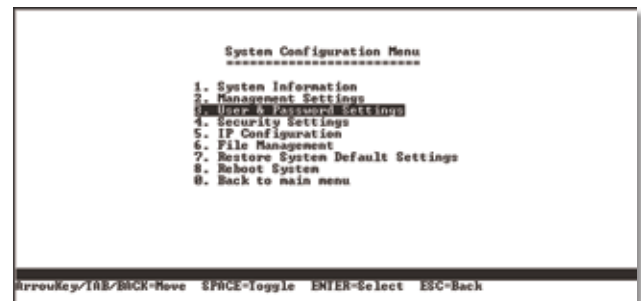 System Configuration Menu
=========================
1. System Information
2. Management Settings
3. User & Password Settings
4. Security Settings
5. IP Configuration
6. File Management
7. Restore System Default Settings
8. Reboot System
0. Back to main menu
ArrowKey/TAB/BACK=Move SPACE=Toggle ENTER=Select ESC=Back